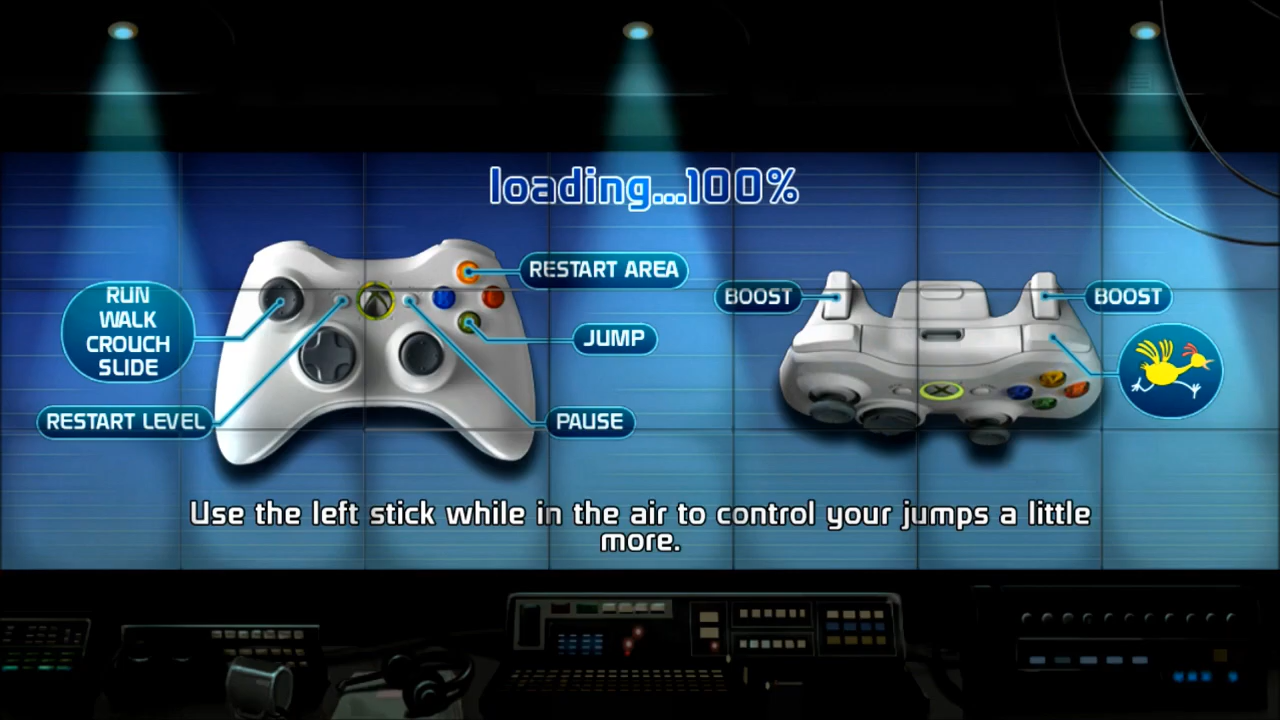 loading...100%
RESTART AREA
BOOST
BOOST
RUN
WALK
CROUCH
SLIDE
JUMP
RESTART LEVEL
PAUSE
Use the left stick while in the air to control your jumps a little
more.